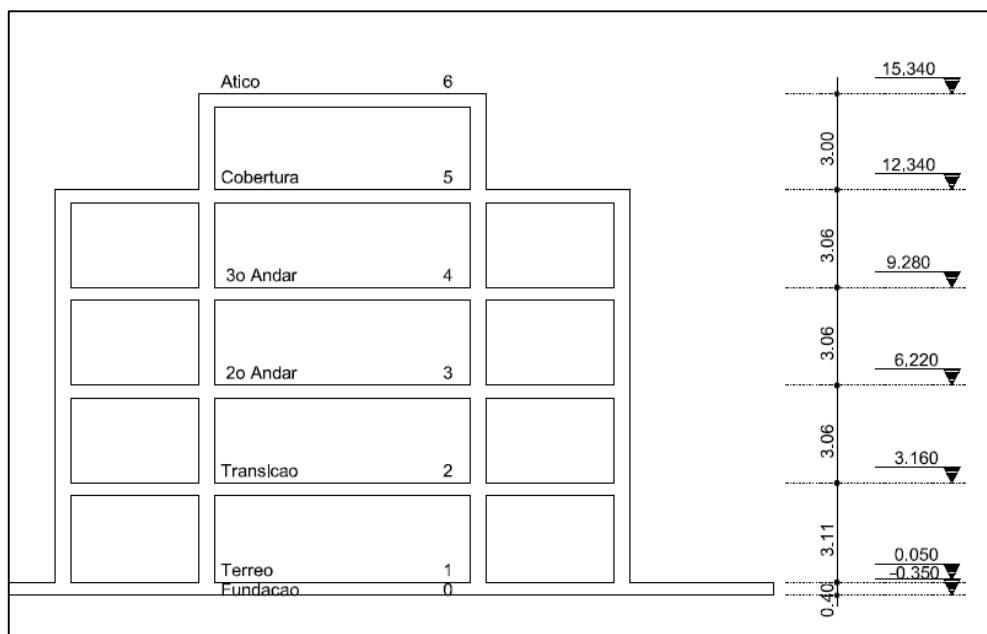 Atico 6
15,340
3.00
Cobertura 5
12,340
3.06
3o Andar 4
9.280
3.06
2o Andar 3
6,220
3.06
Transicao 2
3.160
3.11
Terreo 1
0.050
Fundacao 0
-0.350
0.40